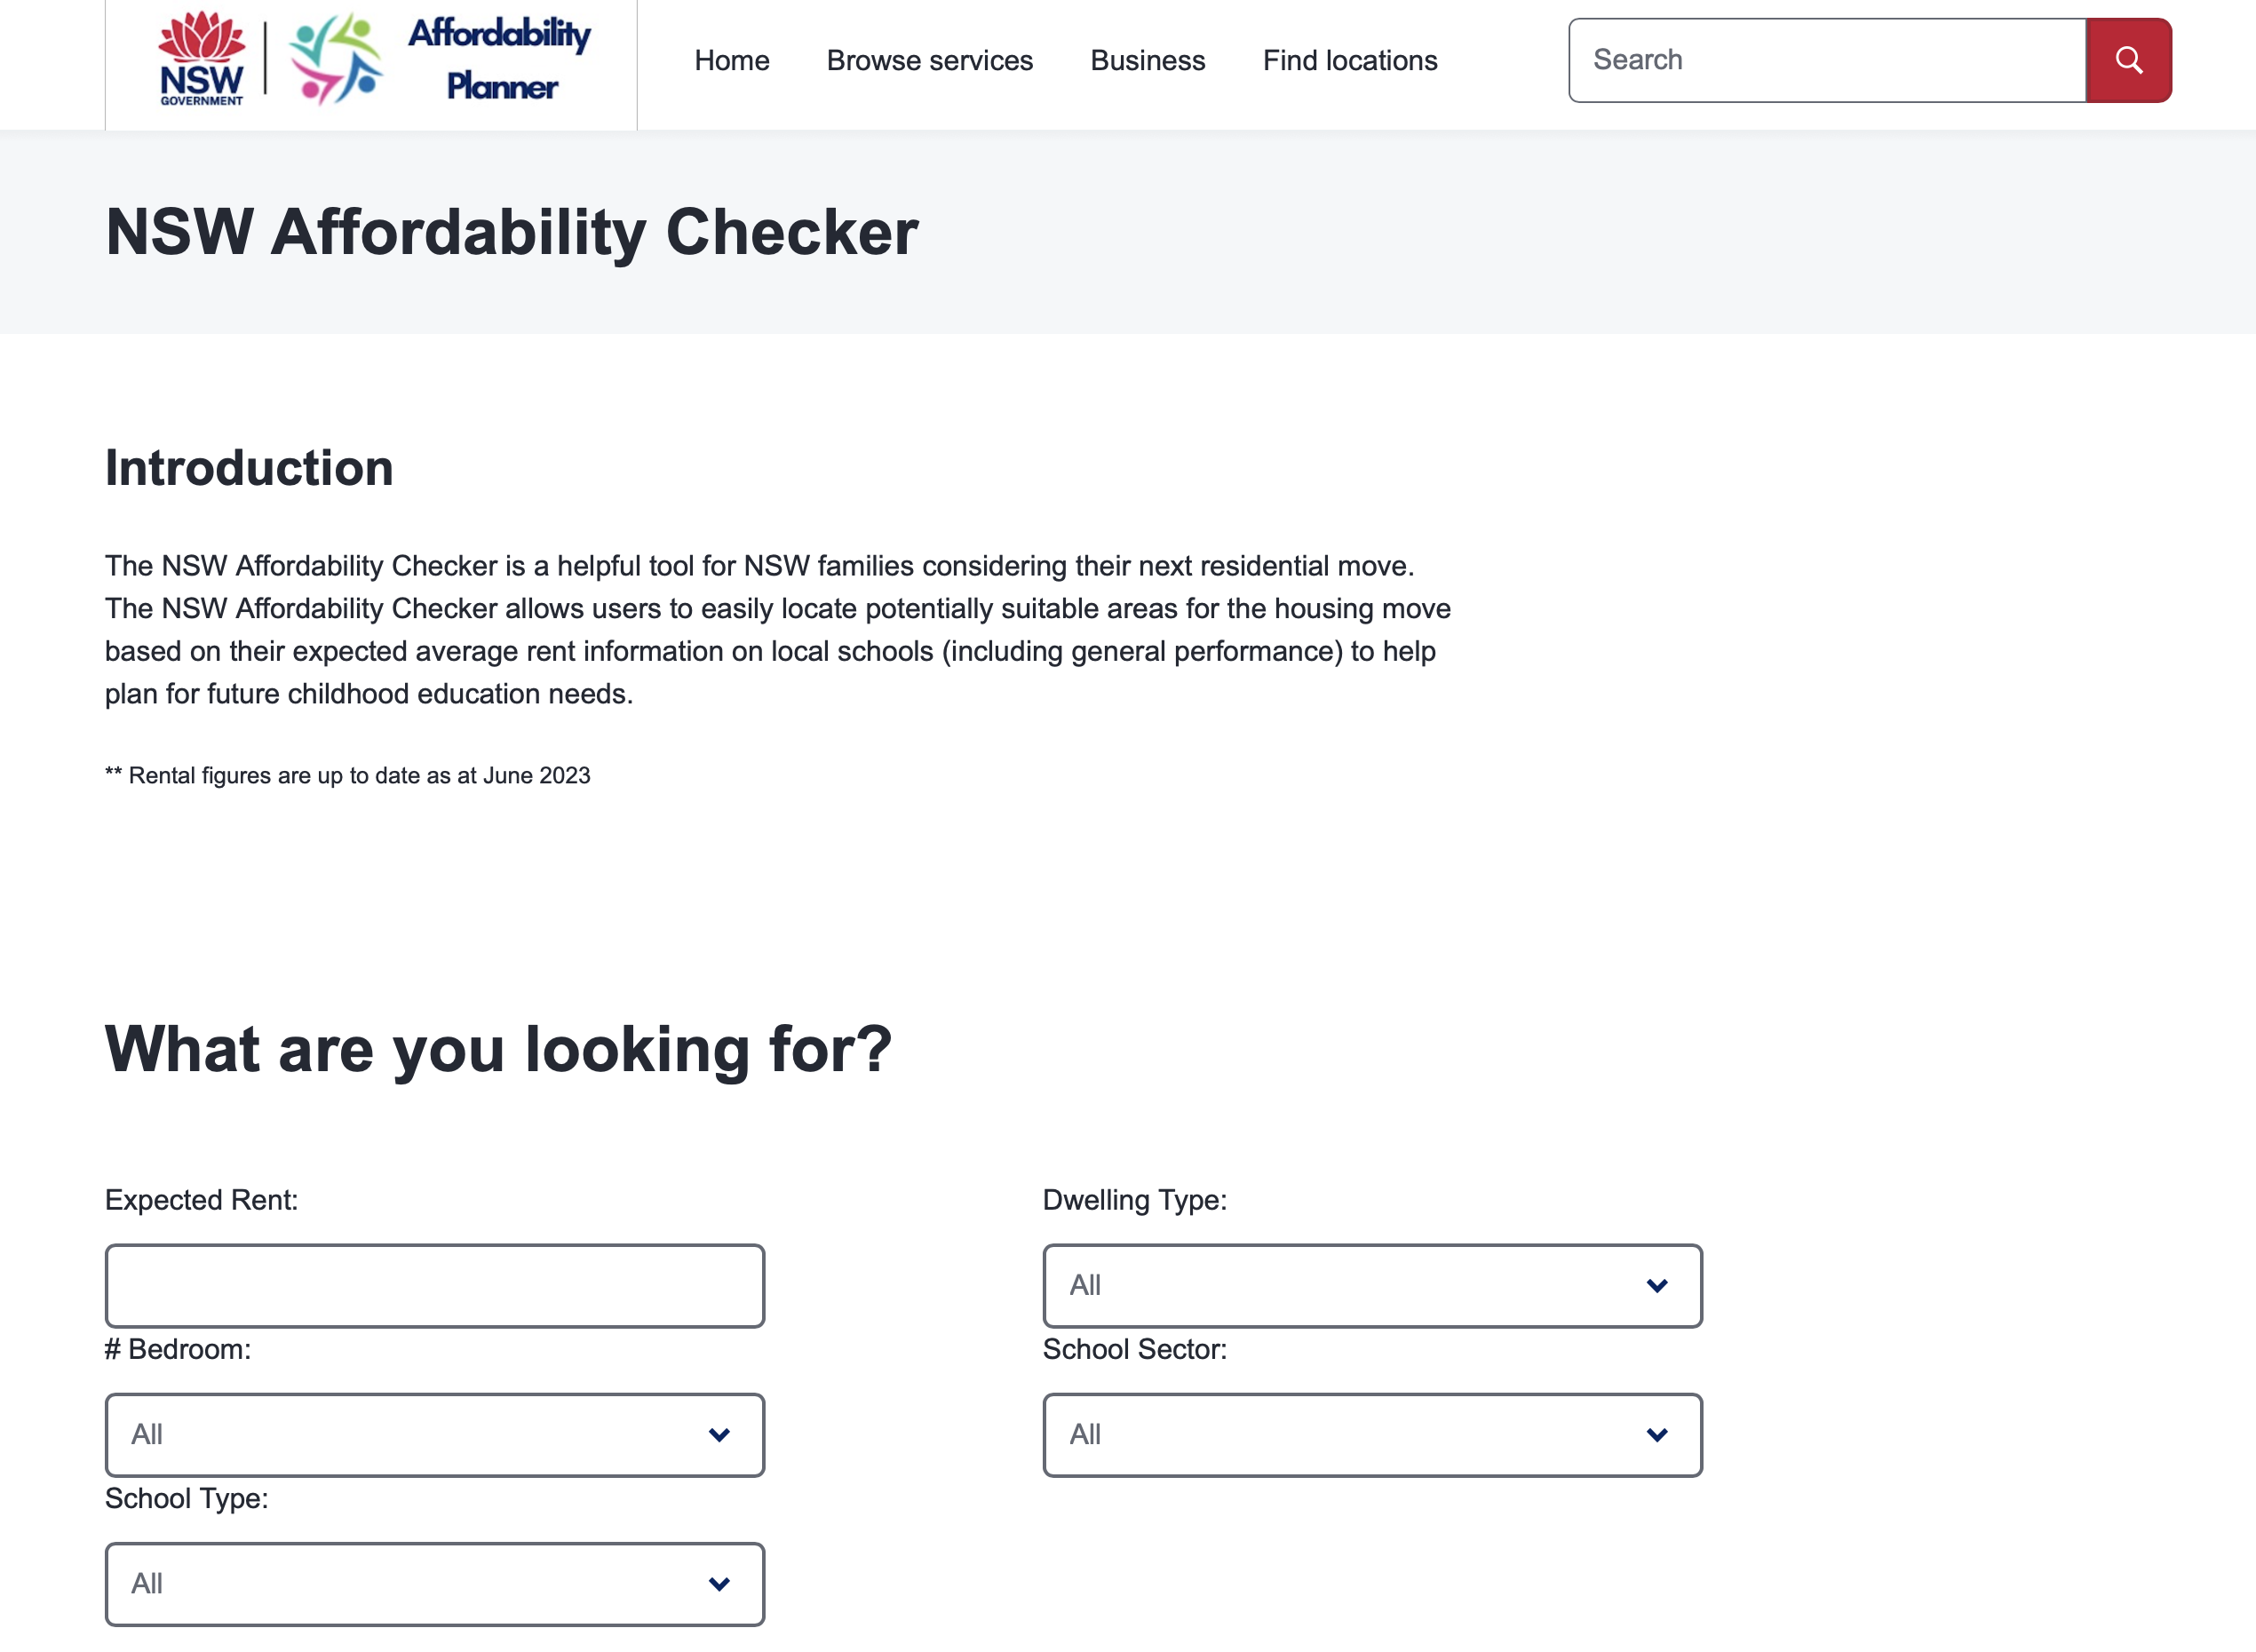 NSW
GOVERNMENT
Affordability
Planner
Home
Browse services
Business
Find locations
Search
NSW Affordability Checker
Introduction
The NSW Affordability Checker is a helpful tool for NSW families considering their next residential move.
The NSW Affordability Checker allows users to easily locate potentially suitable areas for the housing move
based on their expected average rent information on local schools (including general performance) to help
plan for future childhood education needs.
** Rental figures are up to date as at June 2023
What are you looking for?
Expected Rent:
Dwelling Type:
All
# Bedroom:
School Sector:
All
All
School Type:
All